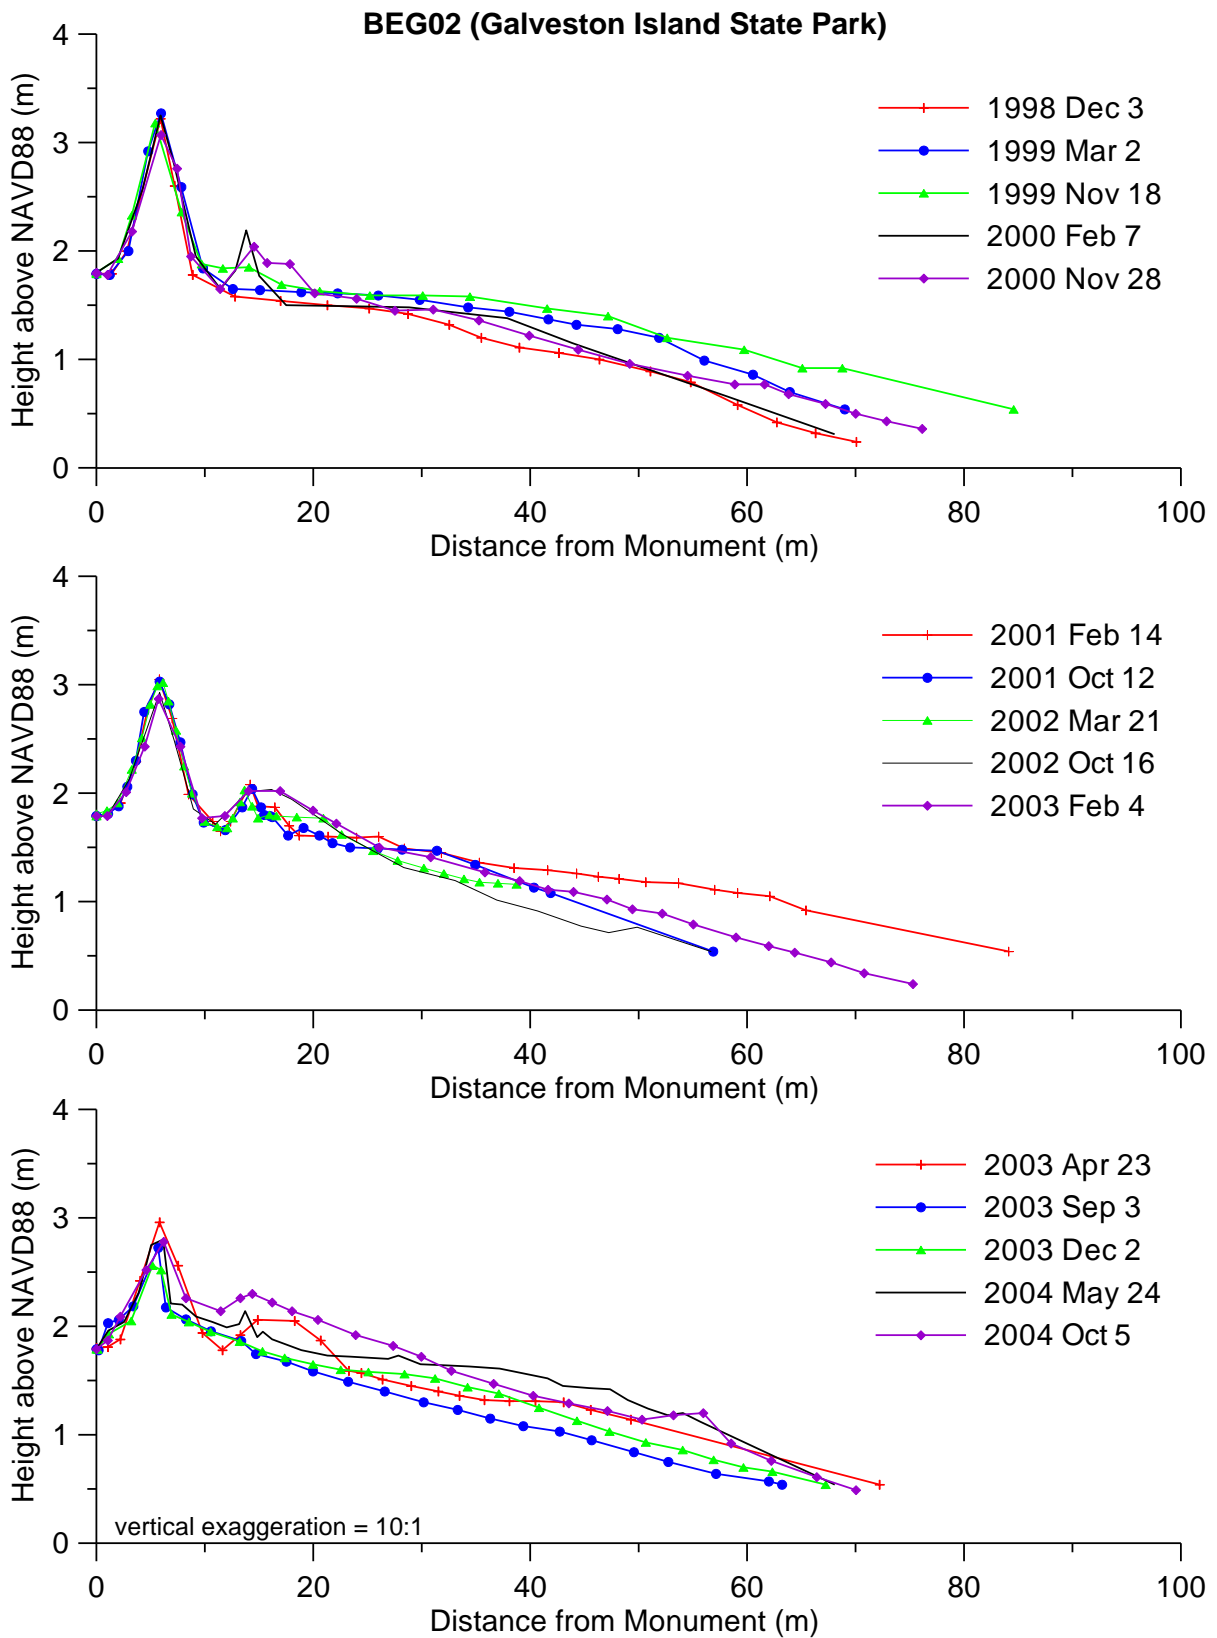 BEG02 (Galveston Island State Park)
4
3
2
1
0
Height above NAVD88 (m)
1998 Dec 3
1999 Mar 2
1999 Nov 18
2000 Feb 7
2000 Nov 28
0 20 40 60 80 100
Distance from Monument (m)
4
3
2
1
0
Height above NAVD88 (m)
2001 Feb 14
2001 Oct 12
2002 Mar 21
2002 Oct 16
2003 Feb 4
0 20 40 60 80 100
Distance from Monument (m)
4
3
2
1
0
Height above NAVD88 (m)
2003 Apr 23
2003 Sep 3
2003 Dec 2
2004 May 24
2004 Oct 5
vertical exaggeration = 10:1
0 20 40 60 80 100
Distance from Monument (m)